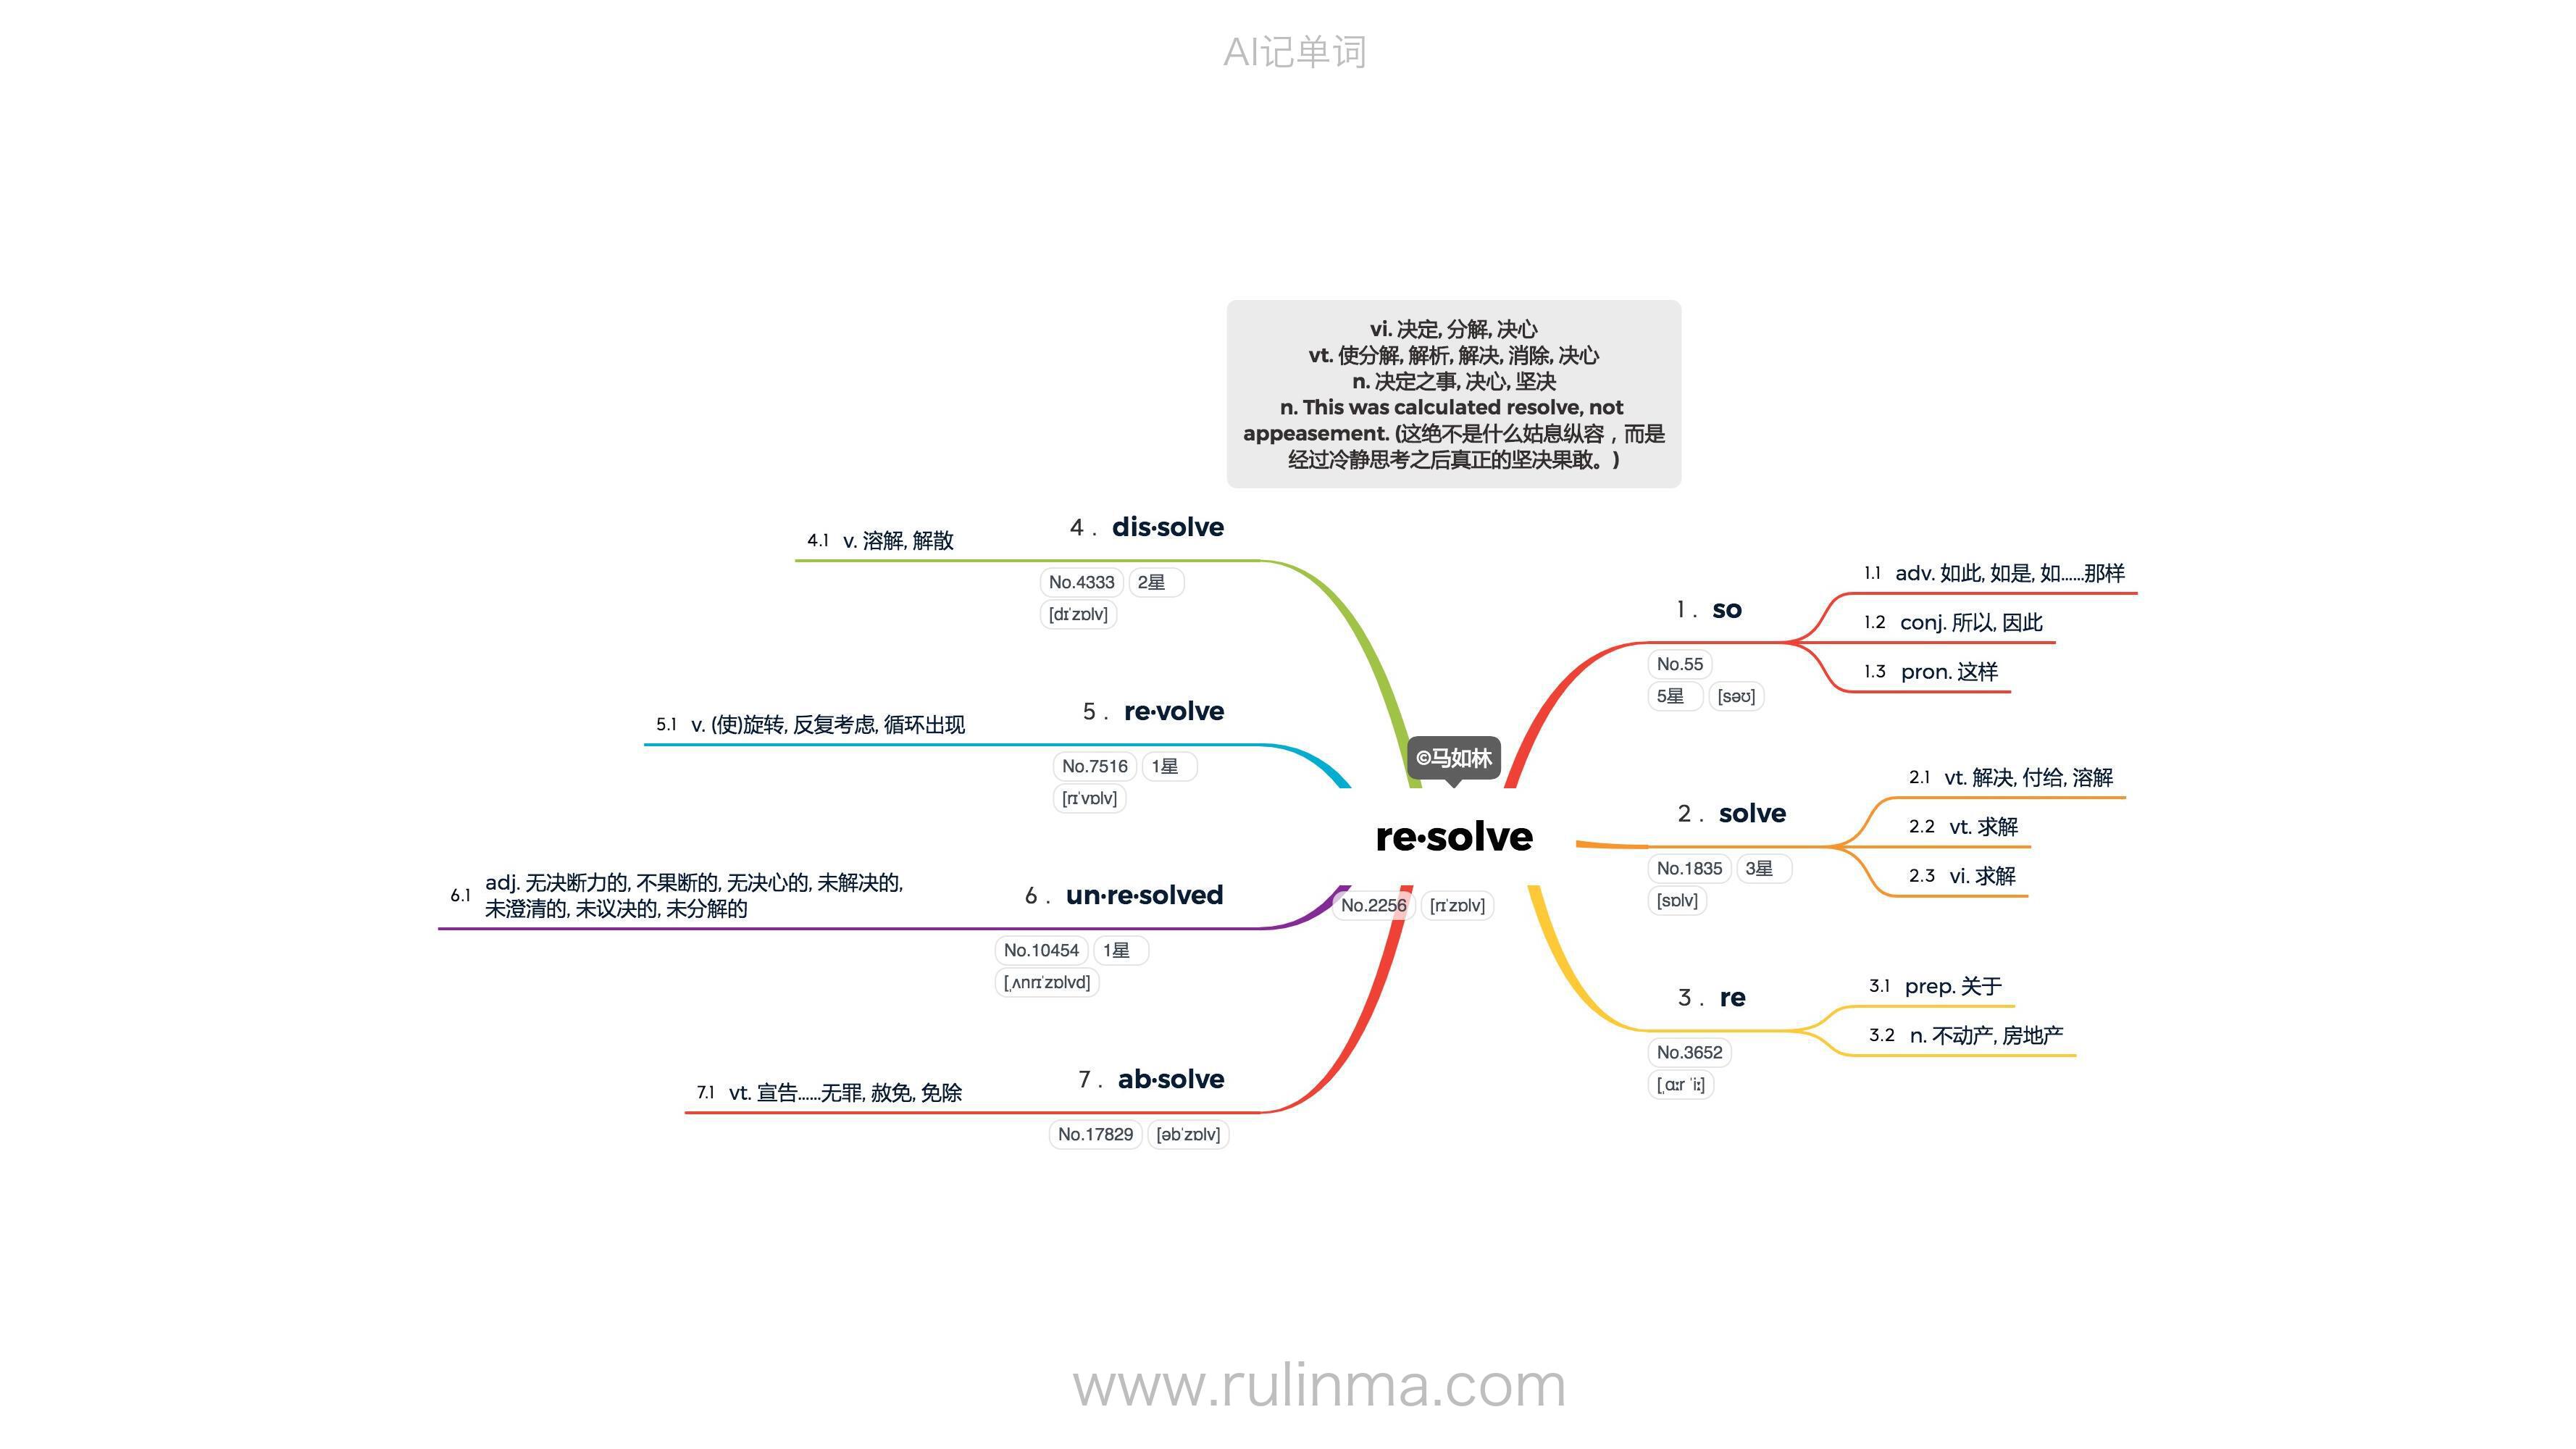 AI记单词
vi. 决定, 分解, 决心
vt. 使分解, 解析, 解决, 消除, 决心
n. 决定之事, 决心, 坚决
n. This was calculated resolve, not
appeasement. (这绝不是什么姑息纵容，而是
经过冷静思考之后真正的坚决果敢。)
©马如林
re·solve
No.2256 [rɪˈzɒlv]
1 . so
No.55
5星 [səʊ]
1.1 adv. 如此, 如是, 如……那样
1.2 conj. 所以, 因此
1.3 pron. 这样
2 . solve
No.1835 3星
[sɒlv]
2.1 vt. 解决, 付给, 溶解
2.2 vt. 求解
2.3 vi. 求解
3 . re
No.3652
[ˌɑːr ˈiː]
3.1 prep. 关于
3.2 n. 不动产, 房地产
4 . dis·solve
No.4333 2星
[dɪˈzɒlv]
4.1 v. 溶解, 解散
5 . re·volve
No.7516 1星
[rɪˈvɒlv]
5.1 v. (使)旋转, 反复考虑, 循环出现
6 . un·re·solved
No.10454 1星
[ˌʌnrɪˈzɒlvd]
6.1 adj. 无决断力的, 不果断的, 无决心的, 未解决的,
未澄清的, 未议决的, 未分解的
7 . ab·solve
No.17829 [əbˈzɒlv]
7.1 vt. 宣告……无罪, 赦免, 免除
www.rulinma.com